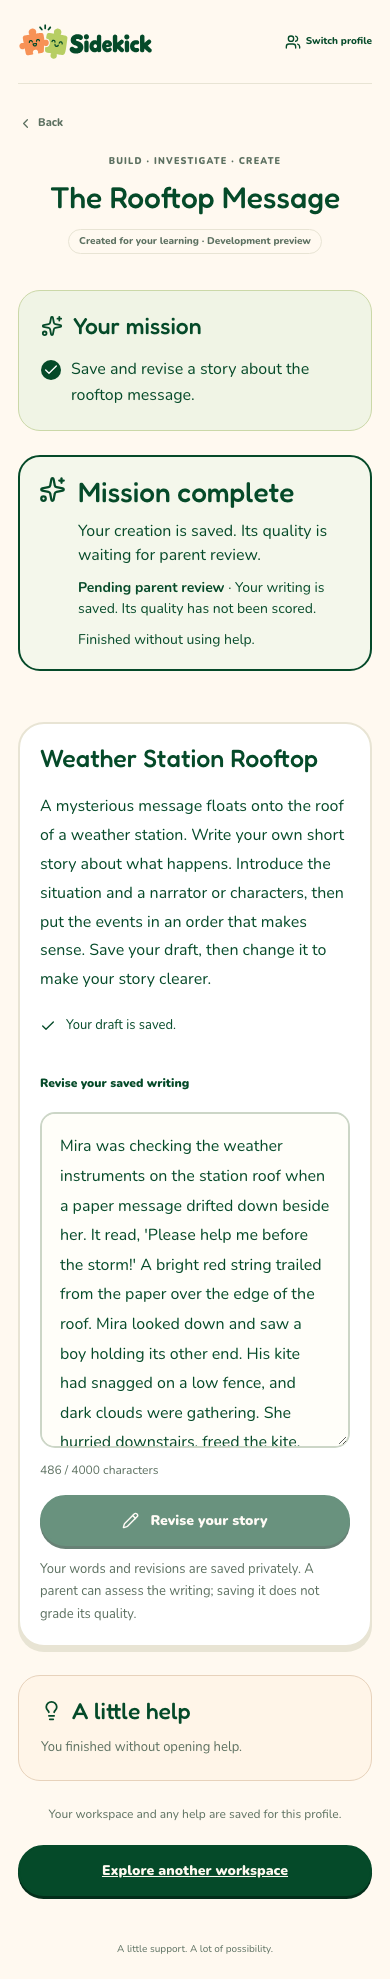 Sidekick
Switch profile
Back
BUILD · INVESTIGATE · CREATE
The Rooftop Message
Created for your learning · Development preview
Your mission
Save and revise a story about the
rooftop message.
Mission complete
Your creation is saved. Its quality is
waiting for parent review.
Pending parent review · Your writing is
saved. Its quality has not been scored.
Finished without using help.
Weather Station Rooftop
A mysterious message floats onto the roof
of a weather station. Write your own short
story about what happens. Introduce the
situation and a narrator or characters, then
put the events in an order that makes
sense. Save your draft, then change it to
make your story clearer.
Your draft is saved.
Revise your saved writing
Mira was checking the weather
instruments on the station roof when
a paper message drifted down beside
her. It read, 'Please help me before
the storm!' A bright red string trailed
from the paper over the edge of the
roof. Mira looked down and saw a
boy holding its other end. His kite
had snagged on a low fence, and
dark clouds were gathering. She
hurried downstairs, freed the kite,
486 / 4000 characters
Revise your story
Your words and revisions are saved privately. A
parent can assess the writing; saving it does not
grade its quality.
A little help
You finished without opening help.
Your workspace and any help are saved for this profile.
Explore another workspace
A little support. A lot of possibility.